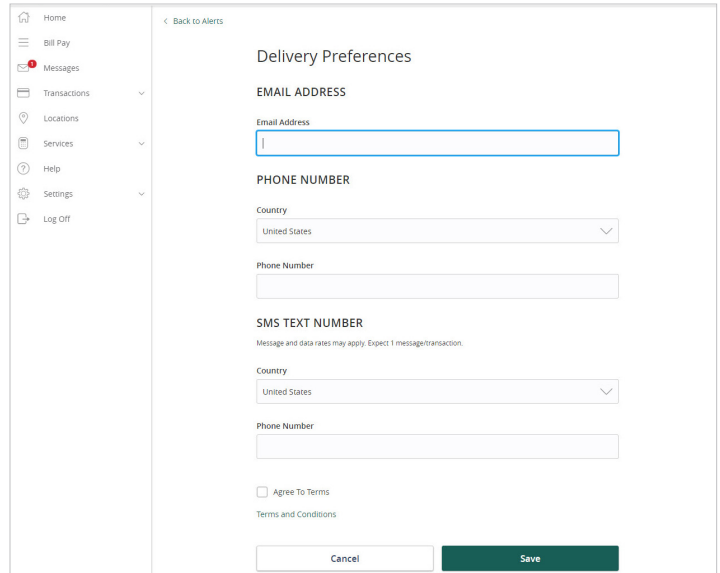 Home
Bill Pay
1
Messages
Transactions
Locations
Services
Help
Settings
Log Off
< Back to Alerts
Delivery Preferences
EMAIL ADDRESS
Email Address
PHONE NUMBER
Country
United States
Phone Number
SMS TEXT NUMBER
Message and data rates may apply. Expect 1 message/transaction.
Country
United States
Phone Number
Agree To Terms
Terms and Conditions
Cancel
Save